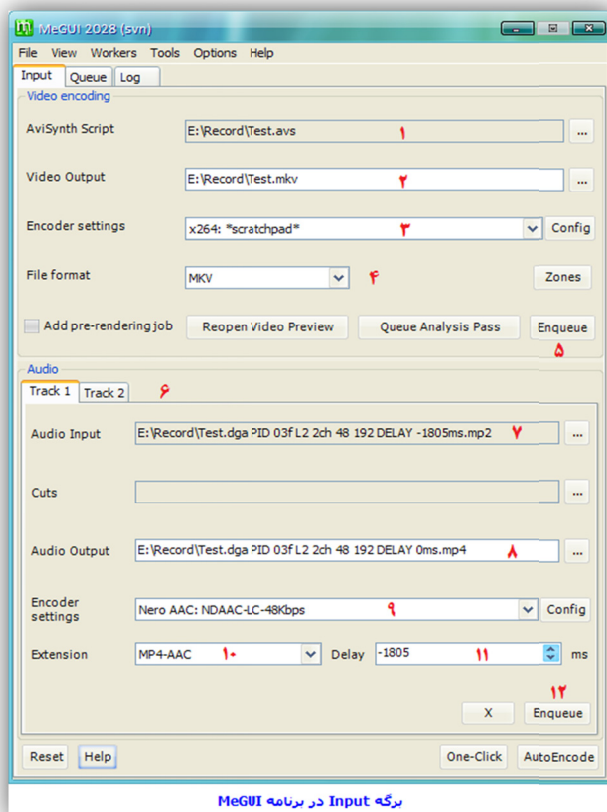 MeGUI 2028 (svn)
File View Workers Tools Options Help
Input Queue Log
Video encoding
AviSynth Script E:\Record\Test.avs ۱ ...
Video Output E:\Record\Test.mkv ۲ ...
Encoder settings x264: *scratchpad* ۳ Config
File format MKV ۴ Zones
Add pre-rendering job Reopen Video Preview Queue Analysis Pass Enqueue
۵
Audio
Track 1 Track 2 ۶
Audio Input E:\Record\Test.dga PID 03f L2 2ch 48 192 DELAY -1805ms.mp2 ۷ ...
Cuts ...
Audio Output E:\Record\Test.dga PID 03f L2 2ch 48 192 DELAY 0ms.mp4 ۸ ...
Encoder
settings Nero AAC: NDAAC-LC-48Kbps ۹ Config
Extension MP4-AAC ۱۰ Delay -1805 ۱۱ ms
۱۲
X Enqueue
Reset Help One-Click AutoEncode
برگه Input در برنامه MeGUI